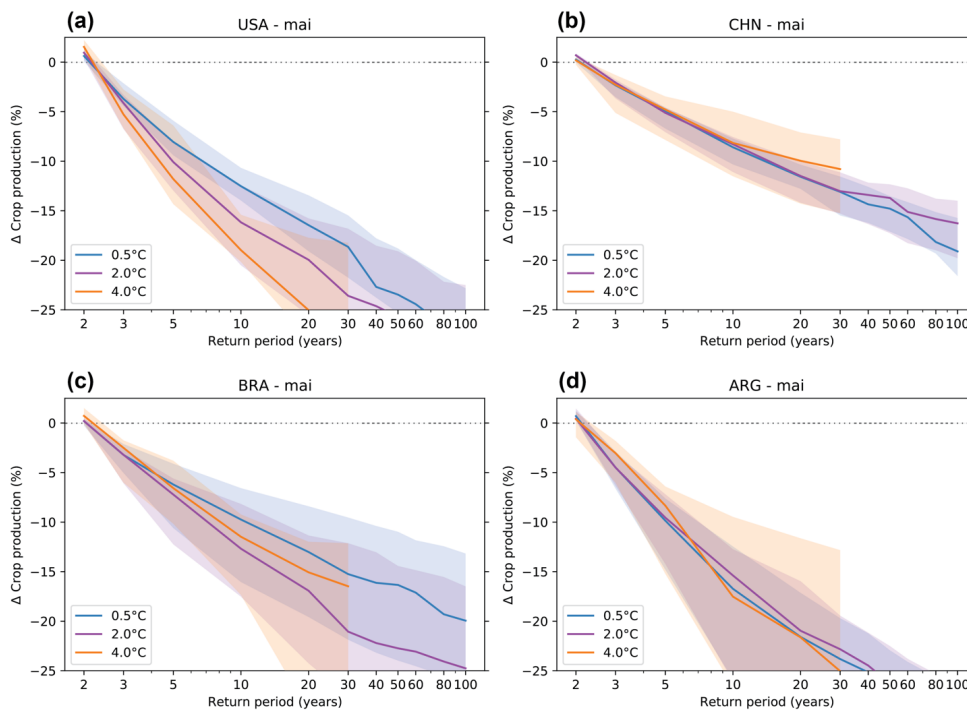 (a)
USA - mai
Δ Crop production (%)
0
−5
−10
−15
−20
−25
0.5°C
2.0°C
4.0°C
2 3 5 10 20 30 40 50 60 80 100
Return period (years)
(b)
CHN - mai
Δ Crop production (%)
0
−5
−10
−15
−20
−25
0.5°C
2.0°C
4.0°C
2 3 5 10 20 30 40 50 60 80 100
Return period (years)
(c)
BRA - mai
Δ Crop production (%)
0
−5
−10
−15
−20
−25
0.5°C
2.0°C
4.0°C
2 3 5 10 20 30 40 50 60 80 100
Return period (years)
(d)
ARG - mai
Δ Crop production (%)
0
−5
−10
−15
−20
−25
0.5°C
2.0°C
4.0°C
2 3 5 10 20 30 40 50 60 80 100
Return period (years)